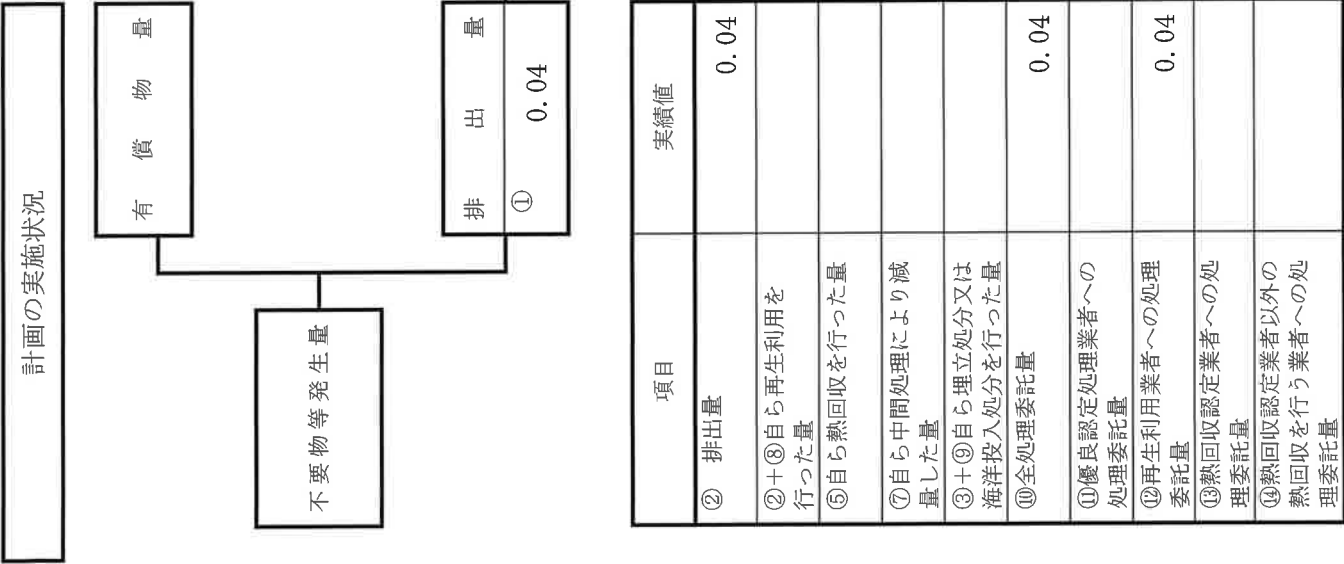 計画の実施状況
有償物量
不要物等発生量
排出量
① 0.04
項目 実績値
② 排出量 0.04
②+⑧自ら再生利用を
行った量
⑤自ら熱回収を行った量
⑦自ら中間処理により減
量した量
③+⑨自ら埋立処分又は
海洋投入処分を行った量
⑩全処理委託量 0.04
⑪優良認定処理業者への
処理委託量
⑫再生利用業者への処理
委託量 0.04
⑬熱回収認定業者への処
理委託量
⑭熱回収認定業者以外の
熱回収を行う業者への処
理委託量